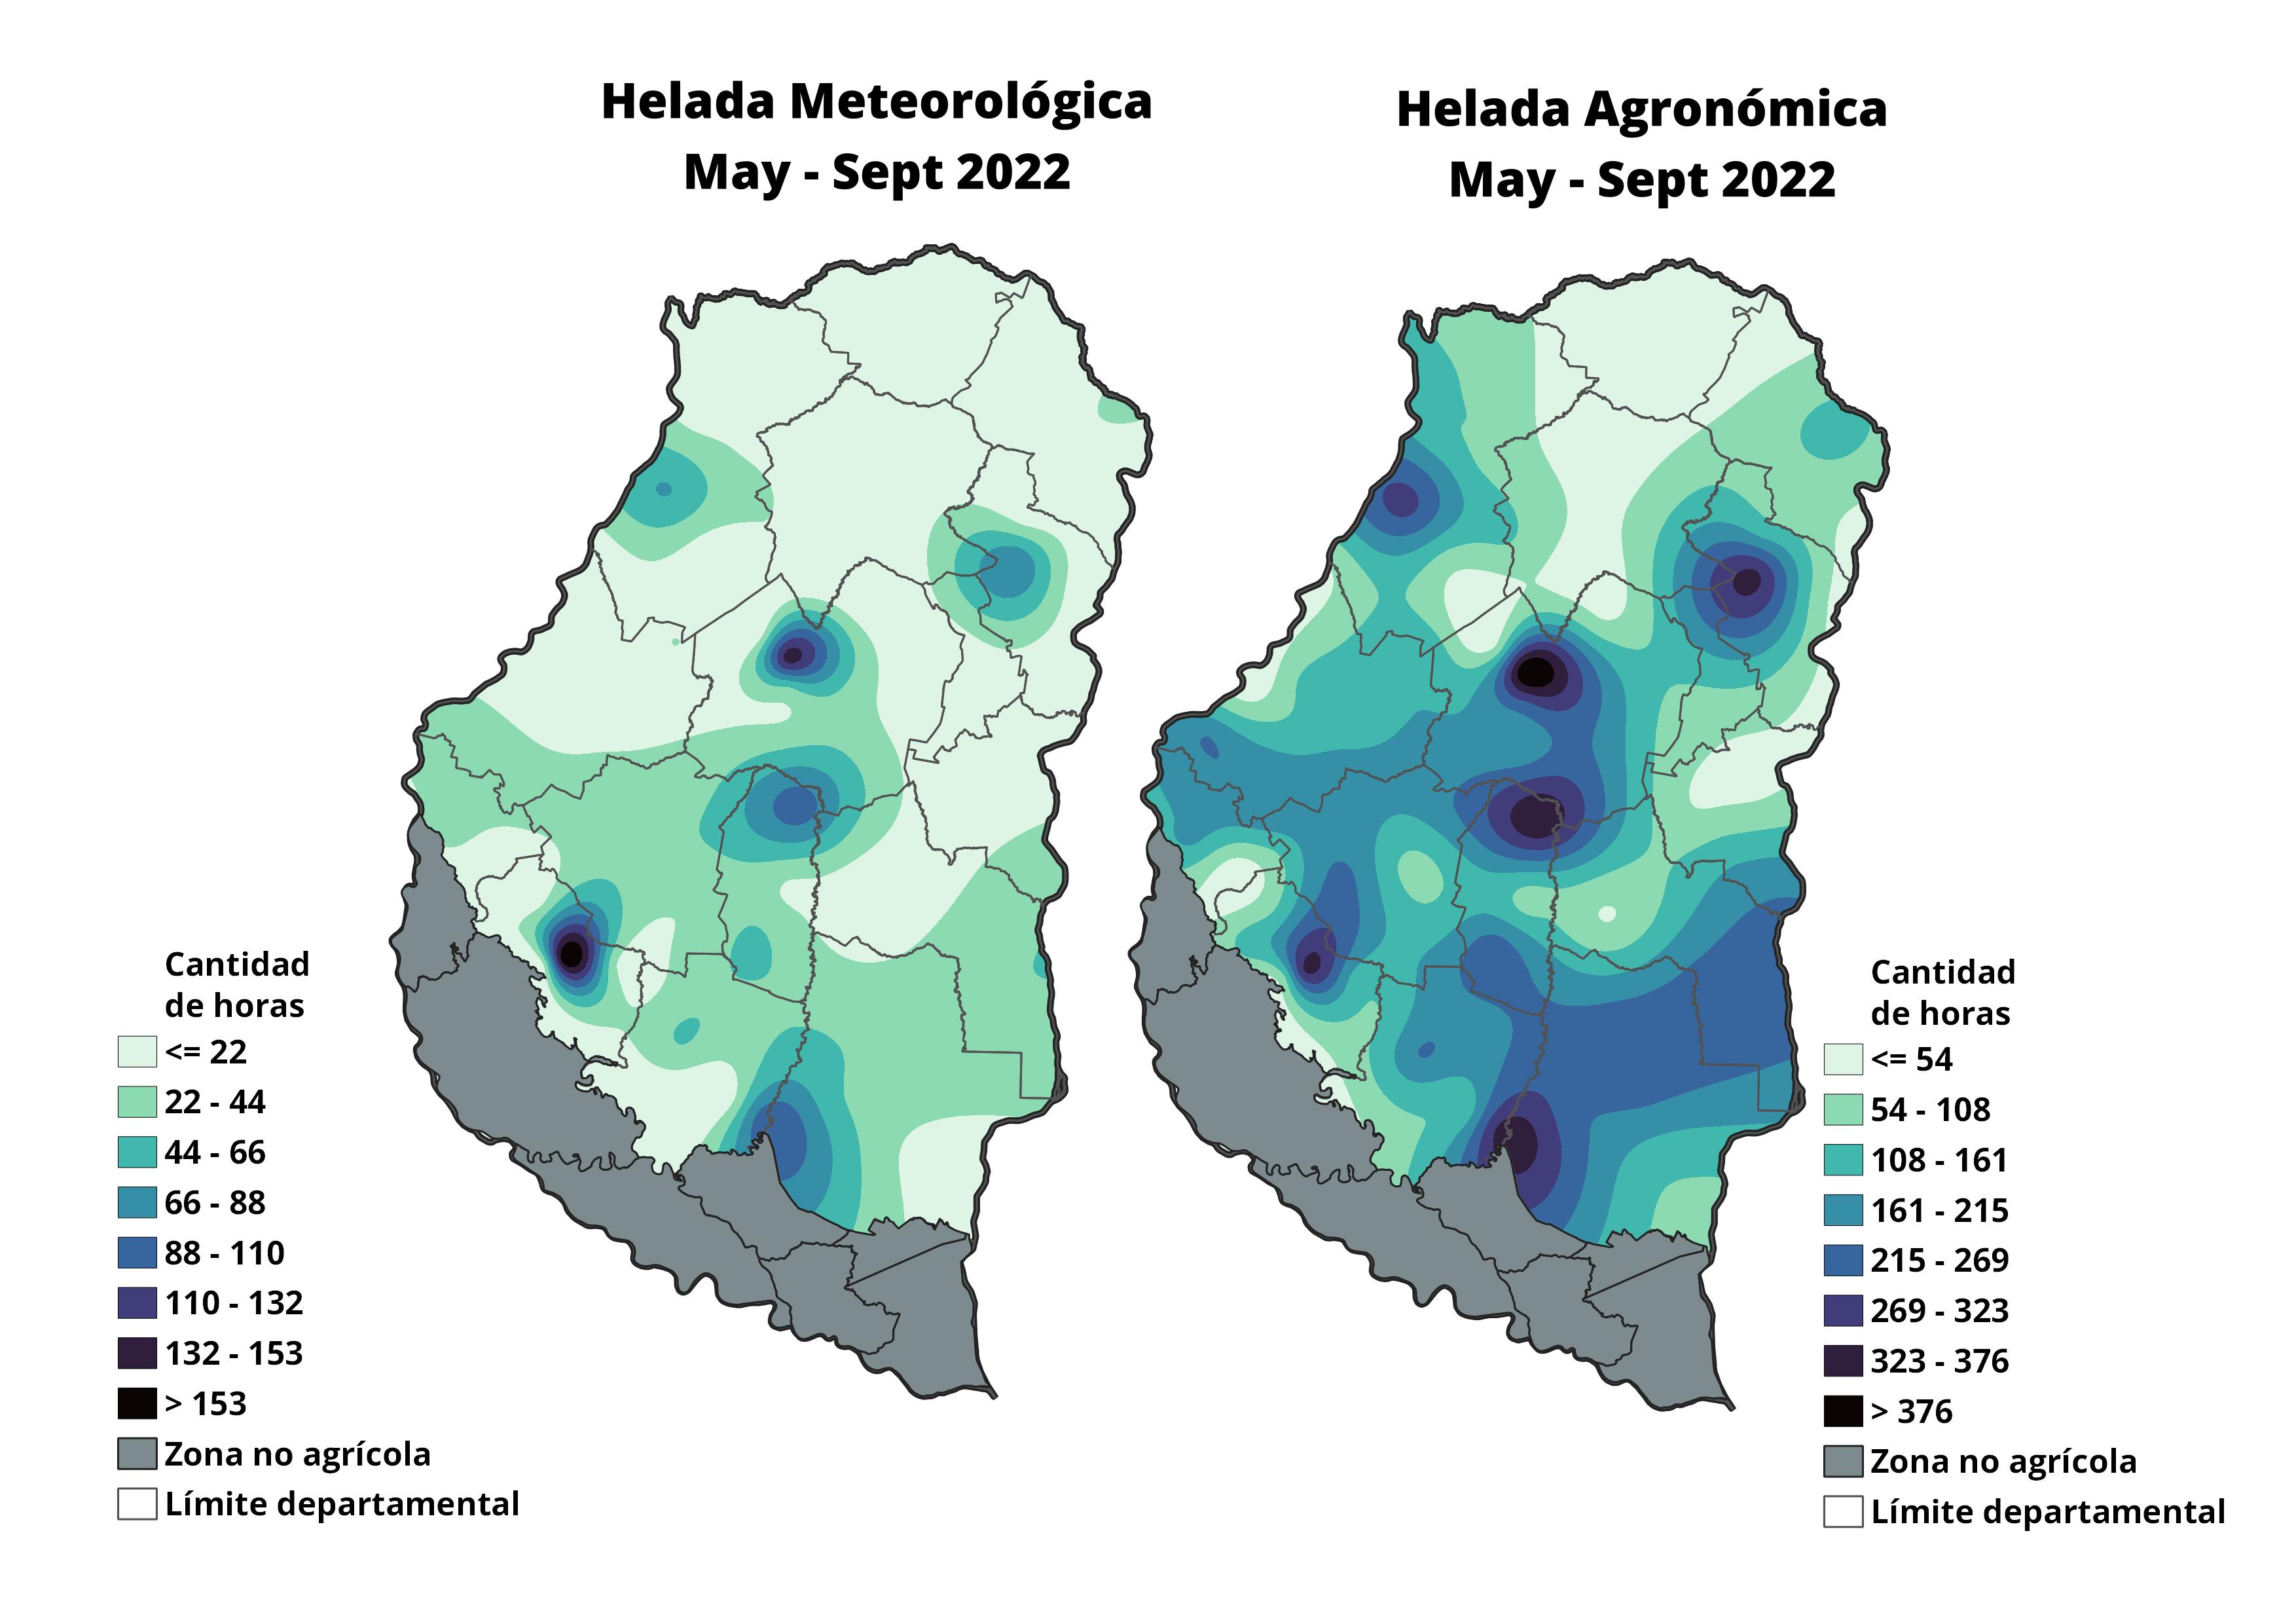 Helada Meteorológica
May - Sept 2022
Helada Agronómica
May - Sept 2022
Cantidad
de horas
<= 22
22 - 44
44 - 66
66 - 88
88 - 110
110 - 132
132 - 153
> 153
Zona no agrícola
Límite departamental
Cantidad
de horas
<= 54
54 - 108
108 - 161
161 - 215
215 - 269
269 - 323
323 - 376
> 376
Zona no agrícola
Límite departamental